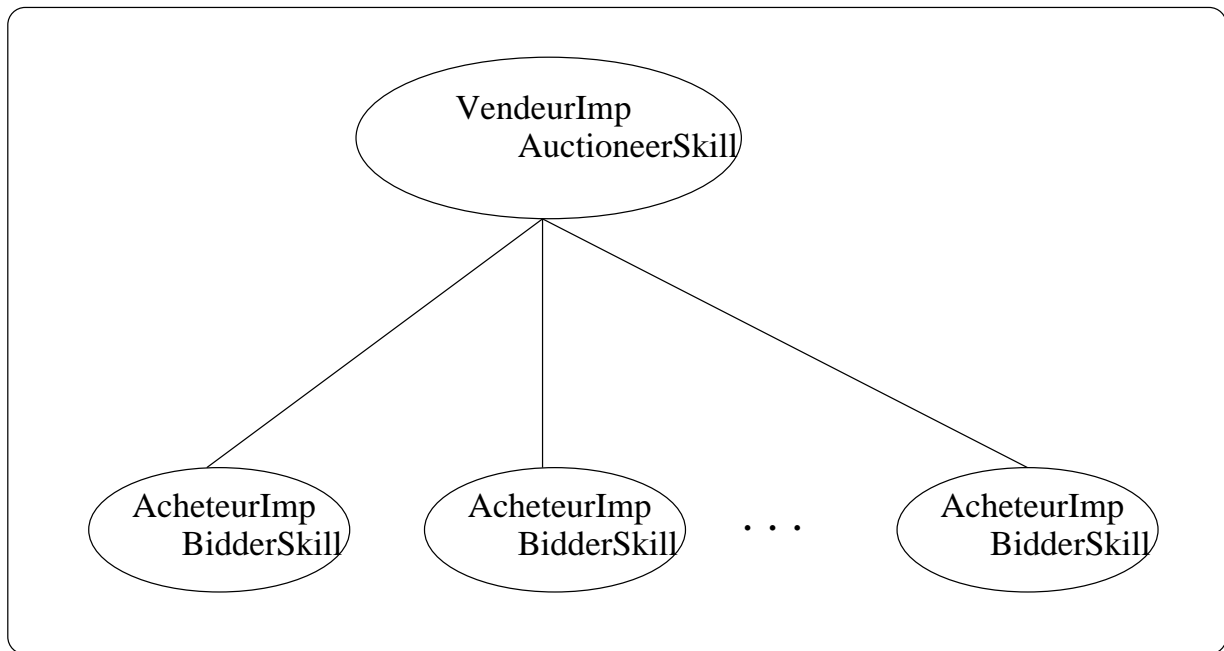 VendeurImp
AuctioneerSkill
AcheteurImp
BidderSkill
AcheteurImp
BidderSkill
. . .
AcheteurImp
BidderSkill